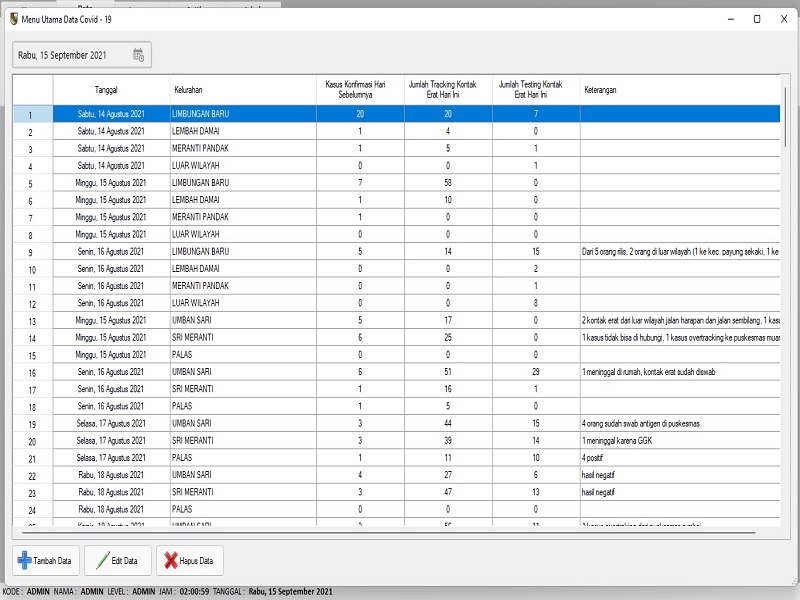 Menu Utama Data Covid - 19
Rabu, 15 September 2021
Tanggal Kelurahan Kasus Konfirmasi Hari Sebelumnya Jumlah Tracking Kontak Erat Hari Ini Jumlah Testing Kontak Erat Hari Ini Keterangan
1 Sabtu, 14 Agustus 2021 LIMBUNGAN BARU 20 20 7
2 Sabtu, 14 Agustus 2021 LEMBAH DAMAI 1 4 0
3 Sabtu, 14 Agustus 2021 MERANTI PANDAK 1 5 1
4 Sabtu, 14 Agustus 2021 LUAR WILAYAH 0 0 1
5 Minggu, 15 Agustus 2021 LIMBUNGAN BARU 7 58 0
6 Minggu, 15 Agustus 2021 LEMBAH DAMAI 1 10 0
7 Minggu, 15 Agustus 2021 MERANTI PANDAK 1 0 0
8 Minggu, 15 Agustus 2021 LUAR WILAYAH 0 0 0
9 Senin, 16 Agustus 2021 LIMBUNGAN BARU 5 14 15 Dari 5 orang rilis, 2 orang di luar wilayah (1 ke kec. payung sekaki, 1 ke
10 Senin, 16 Agustus 2021 LEMBAH DAMAI 0 0 2
11 Senin, 16 Agustus 2021 MERANTI PANDAK 0 0 1
12 Senin, 16 Agustus 2021 LUAR WILAYAH 0 0 8
13 Minggu, 15 Agustus 2021 UMBAN SARI 5 17 0 2 kontak erat dari luar wilayah jalan harapan dan jalan sembilang, 1 kasu
14 Minggu, 15 Agustus 2021 SRI MERANTI 6 25 0 1 kasus tidak bisa di hubungi, 1 kasus overtracking ke puskesmas muar
15 Minggu, 15 Agustus 2021 PALAS 0 0 0
16 Senin, 16 Agustus 2021 UMBAN SARI 6 51 29 1 meninggal di rumah, kontak erat sudah diswab
17 Senin, 16 Agustus 2021 SRI MERANTI 1 16 1
18 Senin, 16 Agustus 2021 PALAS 1 5 0
19 Selasa, 17 Agustus 2021 UMBAN SARI 3 44 15 4 orang sudah swab antigen di puskesmas
20 Selasa, 17 Agustus 2021 SRI MERANTI 3 39 14 1 meninggal karena GGK
21 Selasa, 17 Agustus 2021 PALAS 1 11 10 4 positif
22 Rabu, 18 Agustus 2021 UMBAN SARI 4 27 6 hasil negatif
23 Rabu, 18 Agustus 2021 SRI MERANTI 3 47 13 hasil negatif
24 Rabu, 18 Agustus 2021 PALAS 0 0 0
Tambah Data Edit Data Hapus Data
KODE : ADMIN NAMA : ADMIN LEVEL : ADMIN JAM : 02:00:59 TANGGAL : Rabu, 15 September 2021